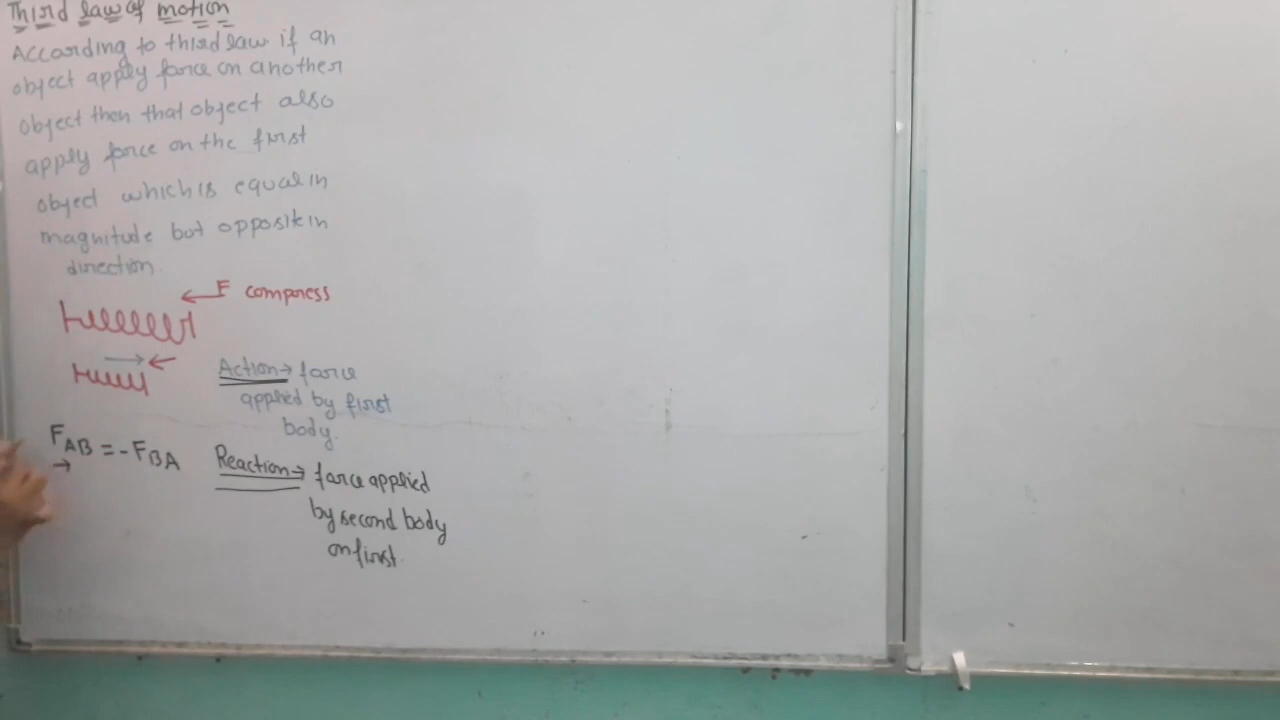 Third law of motion
According to third law if an
object apply force on another
object then that object also
apply force on the first
object which is equal in
magnitude but opposite in
direction.
F compress
Action → force
applied by first
body.
F_AB = -F_BA
Reaction → force applied
by second body
on first.